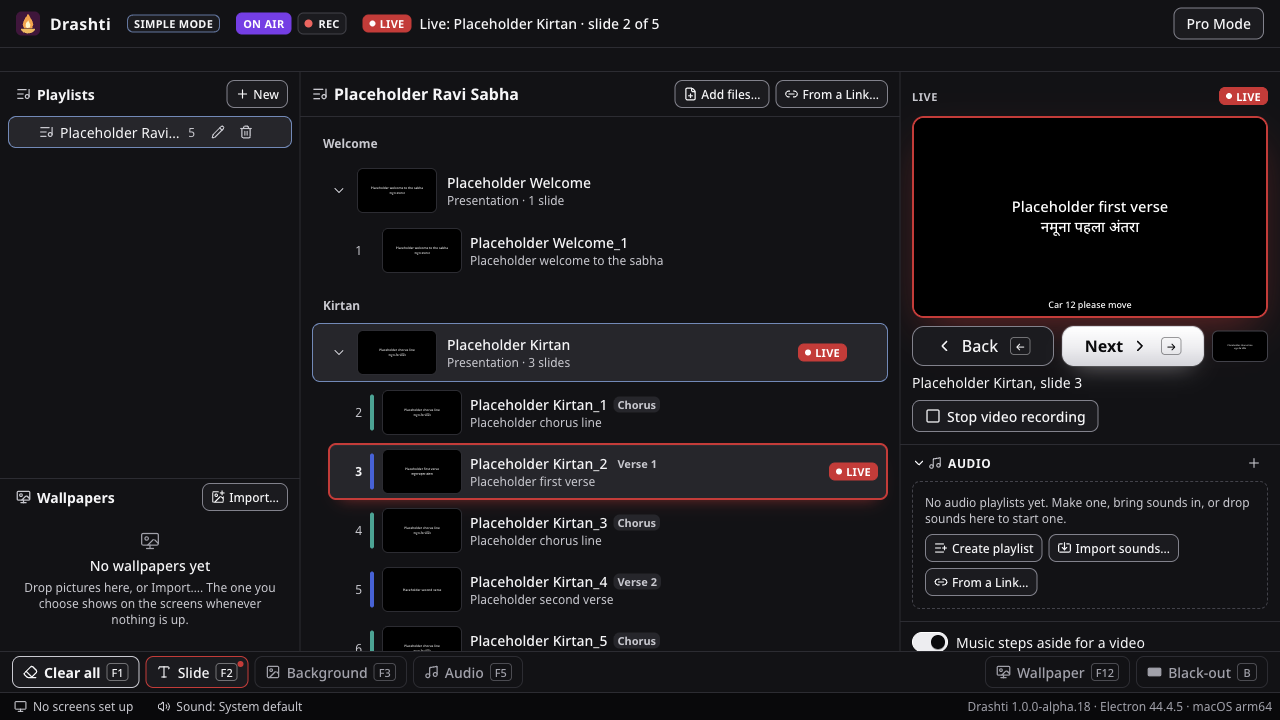 Drashti
SIMPLE MODE
ON AIR
REC
LIVE
Live: Placeholder Kirtan · slide 2 of 5
Pro Mode
Playlists
New
Placeholder Ravi... 5
Wallpapers
Import...
No wallpapers yet
Drop pictures here, or Import.... The one you
choose shows on the screens whenever
nothing is up.
Placeholder Ravi Sabha
Add files...
From a Link...
Welcome
Placeholder Welcome
Presentation · 1 slide
1
Placeholder Welcome_1
Placeholder welcome to the sabha
Kirtan
Placeholder Kirtan
Presentation · 3 slides
LIVE
2
Placeholder Kirtan_1 Chorus
Placeholder chorus line
3
Placeholder Kirtan_2 Verse 1
Placeholder first verse
LIVE
4
Placeholder Kirtan_3 Chorus
Placeholder chorus line
5
Placeholder Kirtan_4 Verse 2
Placeholder second verse
6
Placeholder Kirtan_5 Chorus
LIVE
LIVE
Placeholder first verse
नमूना पहला अंतरा
Car 12 please move
Back ←
Next →
Placeholder Kirtan, slide 3
Stop video recording
AUDIO
No audio playlists yet. Make one, bring sounds in, or drop
sounds here to start one.
Create playlist
Import sounds...
From a Link...
Music steps aside for a video
Clear all F1
Slide F2
Background F3
Audio F5
Wallpaper F12
Black-out B
No screens set up
Sound: System default
Drashti 1.0.0-alpha.18 · Electron 44.4.5 · macOS arm64